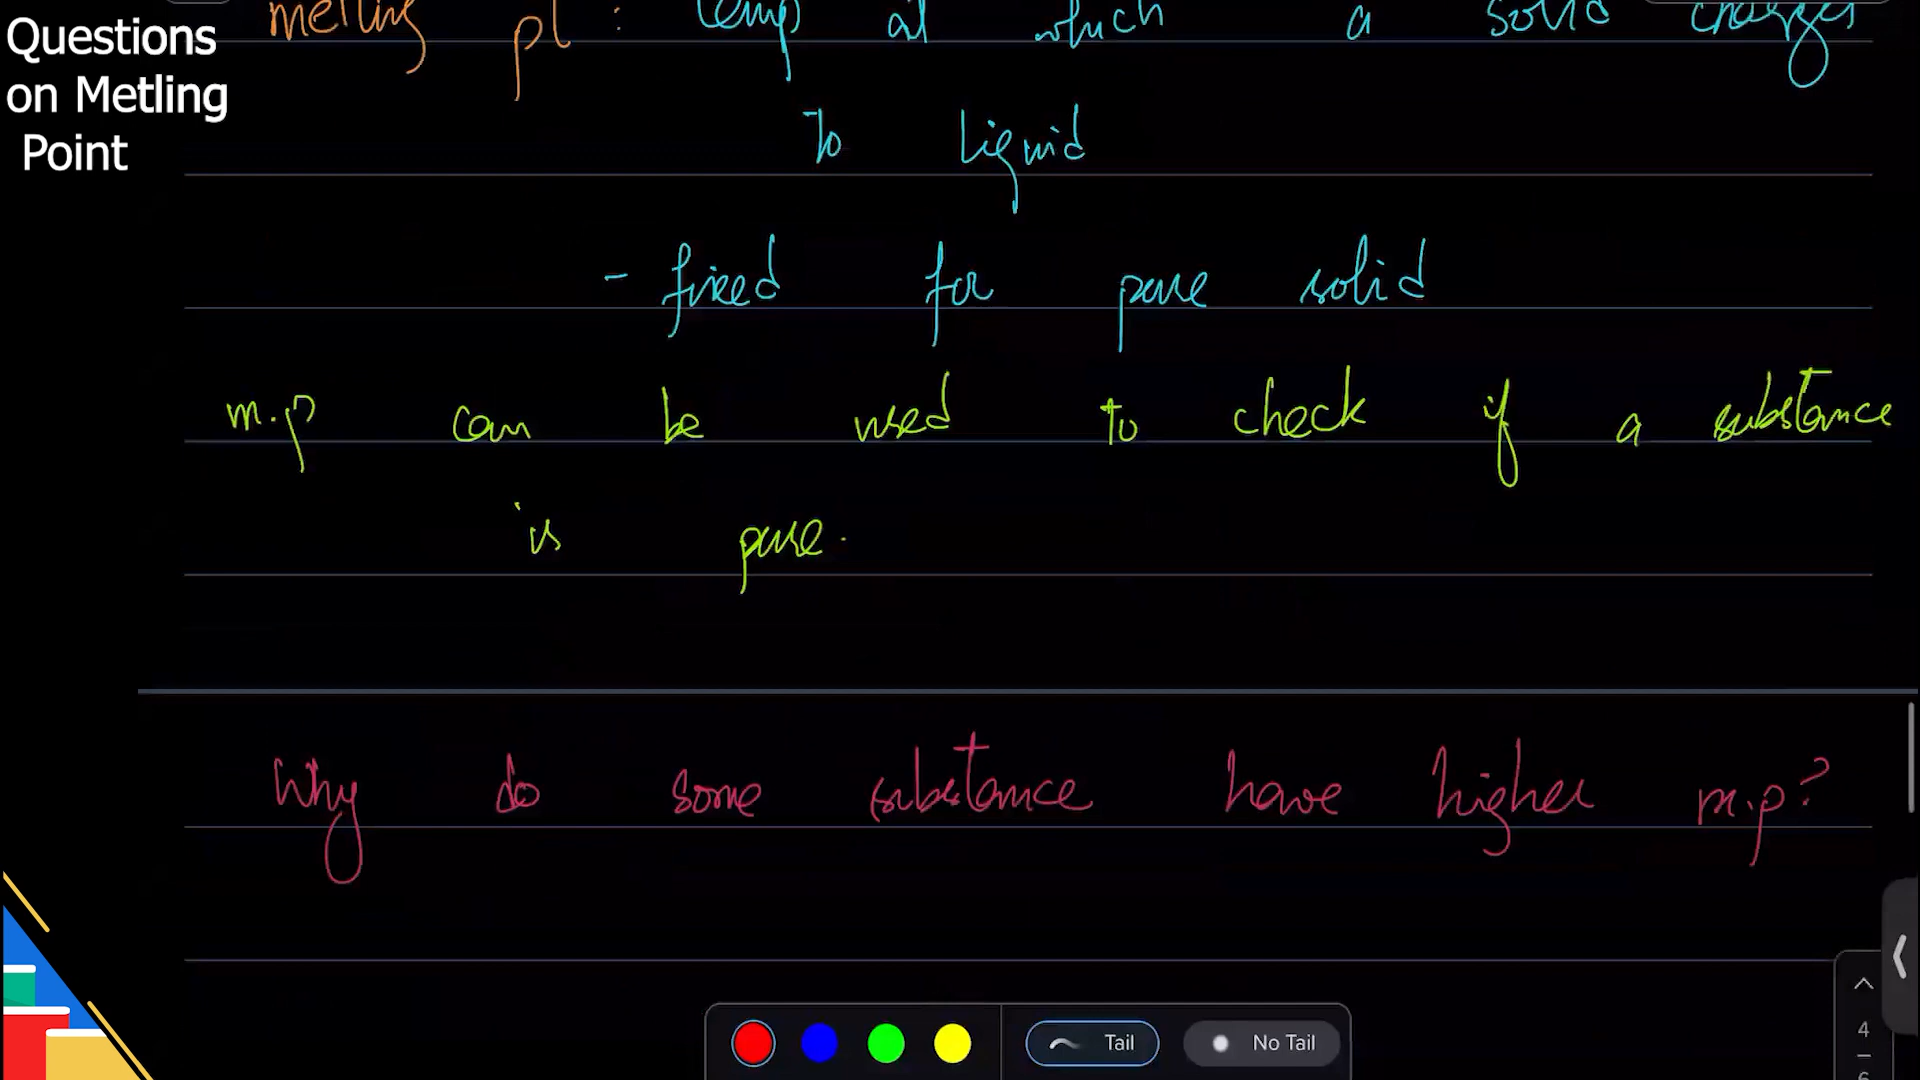 Questions
on Metling
Point
melting pt : temp at which a solid changes
to liquid
- fixed for pure solid
m.p can be used to check if a substance
is pure.
Why do some substance have higher m.p?
Tail
No Tail
4